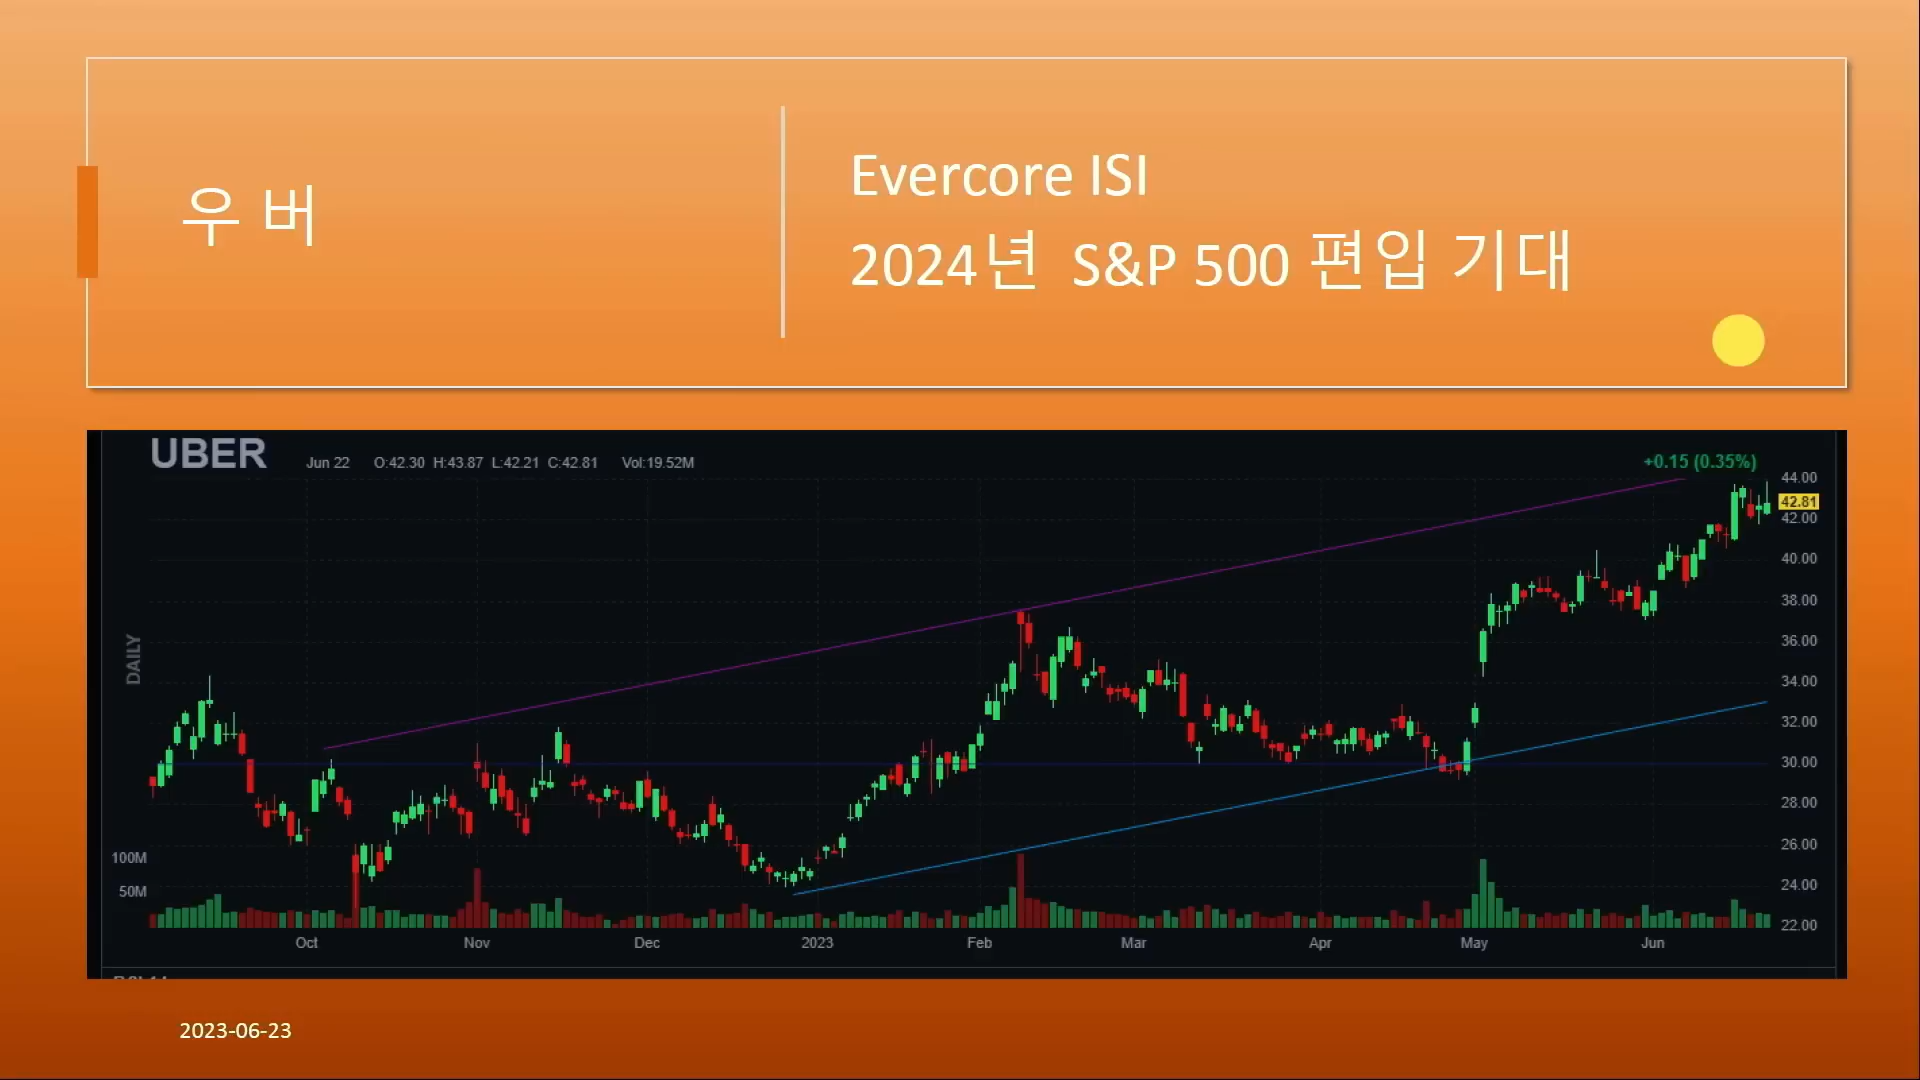 우 버
Evercore ISI
2024년 S&P 500 편입 기대
UBER
Jun 22 O:42.30 H:43.87 L:42.21 C:42.81 Vol:19.52M
+0.15 (0.35%)
44.00
42.81
42.00
40.00
38.00
36.00
34.00
32.00
30.00
28.00
26.00
24.00
22.00
DAILY
100M
50M
Oct Nov Dec 2023 Feb Mar Apr May Jun
2023-06-23